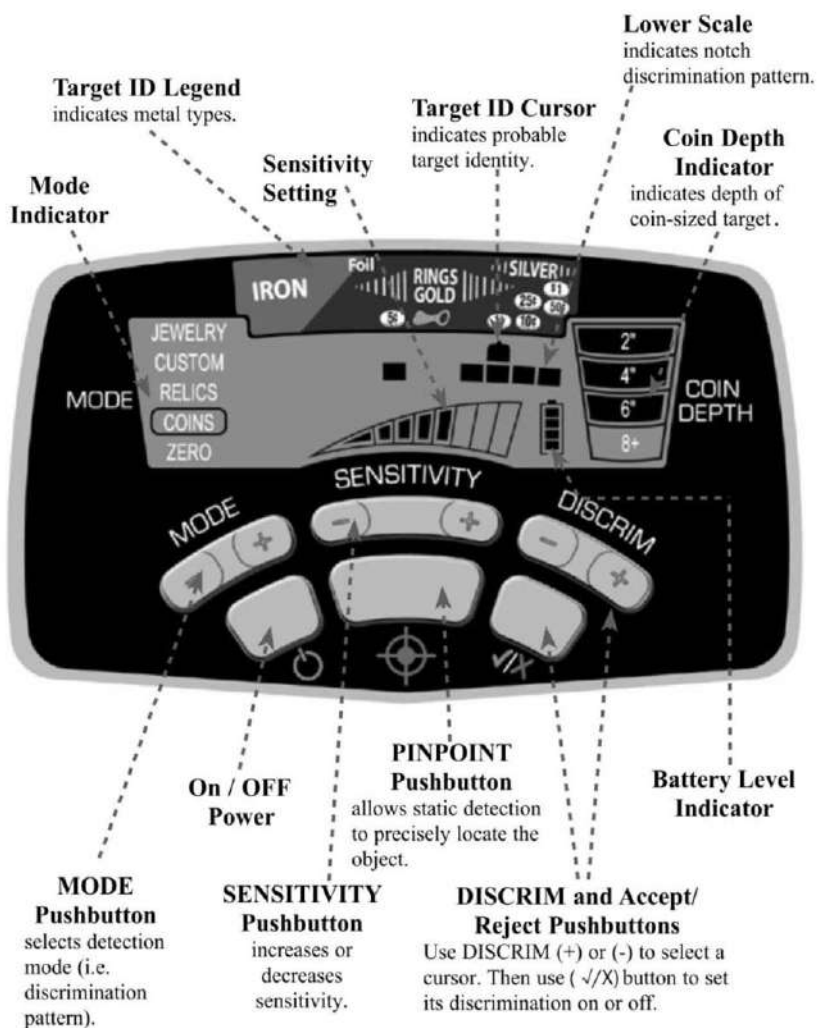 Lower Scale
indicates notch
discrimination pattern.
Target ID Legend
indicates metal types.
Target ID Cursor
indicates probable
target identity.
Coin Depth
Indicator
indicates depth of
coin-sized target.
Sensitivity
Setting
Mode
Indicator
IRON
Foil
RINGS
GOLD
SILVER
$1
25¢
50¢
5¢
10¢
MODE
JEWELRY
CUSTOM
RELICS
COINS
ZERO
2"
4"
6"
8+
COIN
DEPTH
MODE
- +
SENSITIVITY
- +
DISCRIM
- +
√/X
On / OFF
Power
PINPOINT
Pushbutton
allows static detection
to precisely locate the
object.
Battery Level
Indicator
MODE
Pushbutton
selects detection
mode (i.e.
discrimination
pattern).
SENSITIVITY
Pushbutton
increases or
decreases
sensitivity.
DISCRIM and Accept/
Reject Pushbuttons
Use DISCRIM (+) or (-) to select a
cursor. Then use ( √/X) button to set
its discrimination on or off.